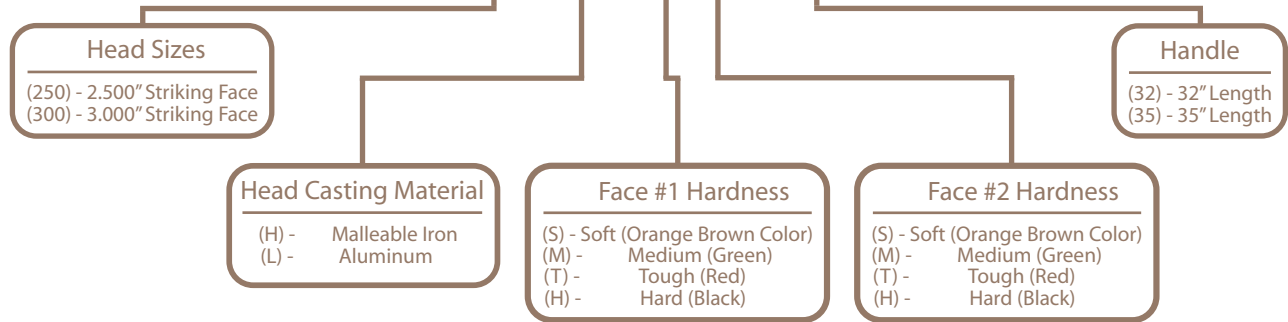 Head Sizes
(250) - 2.500” Striking Face
(300) - 3.000” Striking Face
Handle
(32) - 32” Length
(35) - 35” Length
Head Casting Material
(H) - Malleable Iron
(L) - Aluminum
Face #1 Hardness
(S) - Soft (Orange Brown Color)
(M) - Medium (Green)
(T) - Tough (Red)
(H) - Hard (Black)
Face #2 Hardness
(S) - Soft (Orange Brown Color)
(M) - Medium (Green)
(T) - Tough (Red)
(H) - Hard (Black)